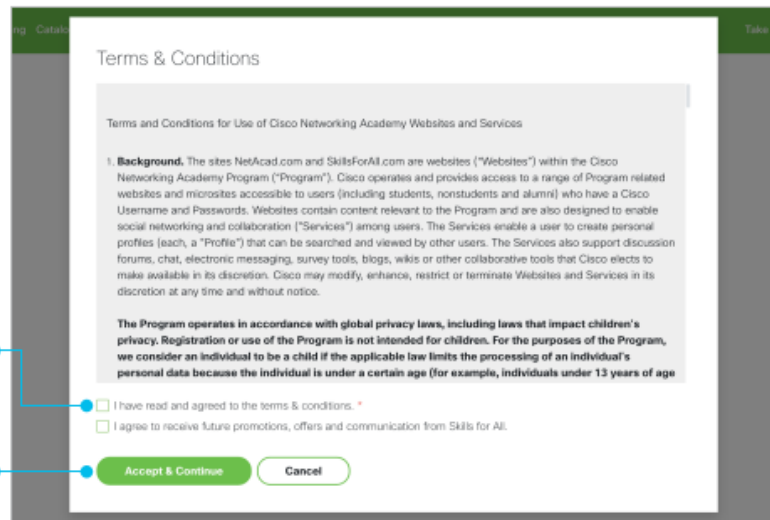 ng Catalo
Take
Terms & Conditions
Terms and Conditions for Use of Cisco Networking Academy Websites and Services
1. Background. The sites NetAcad.com and SkillsForAll.com are websites ("Websites") within the Cisco
Networking Academy Program ("Program"). Cisco operates and provides access to a range of Program related
websites and microsites accessible to users (including students, nonstudents and alumni) who have a Cisco
Username and Passwords. Websites contain content relevant to the Program and are also designed to enable
social networking and collaboration ("Services") among users. The Services enable a user to create personal
profiles (each, a "Profile") that can be searched and viewed by other users. The Services also support discussion
forums, chat, electronic messaging, survey tools, blogs, wikis or other collaborative tools that Cisco elects to
make available in its discretion. Cisco may modify, enhance, restrict or terminate Websites and Services in its
discretion at any time and without notice.
The Program operates in accordance with global privacy laws, including laws that impact children's
privacy. Registration or use of the Program is not intended for children. For the purposes of the Program,
we consider an individual to be a child if the applicable law limits the processing of an individual's
personal data because the individual is under a certain age (for example, individuals under 13 years of age
I have read and agreed to the terms & conditions. *
I agree to receive future promotions, offers and communication from Skills for All.
Accept & Continue
Cancel